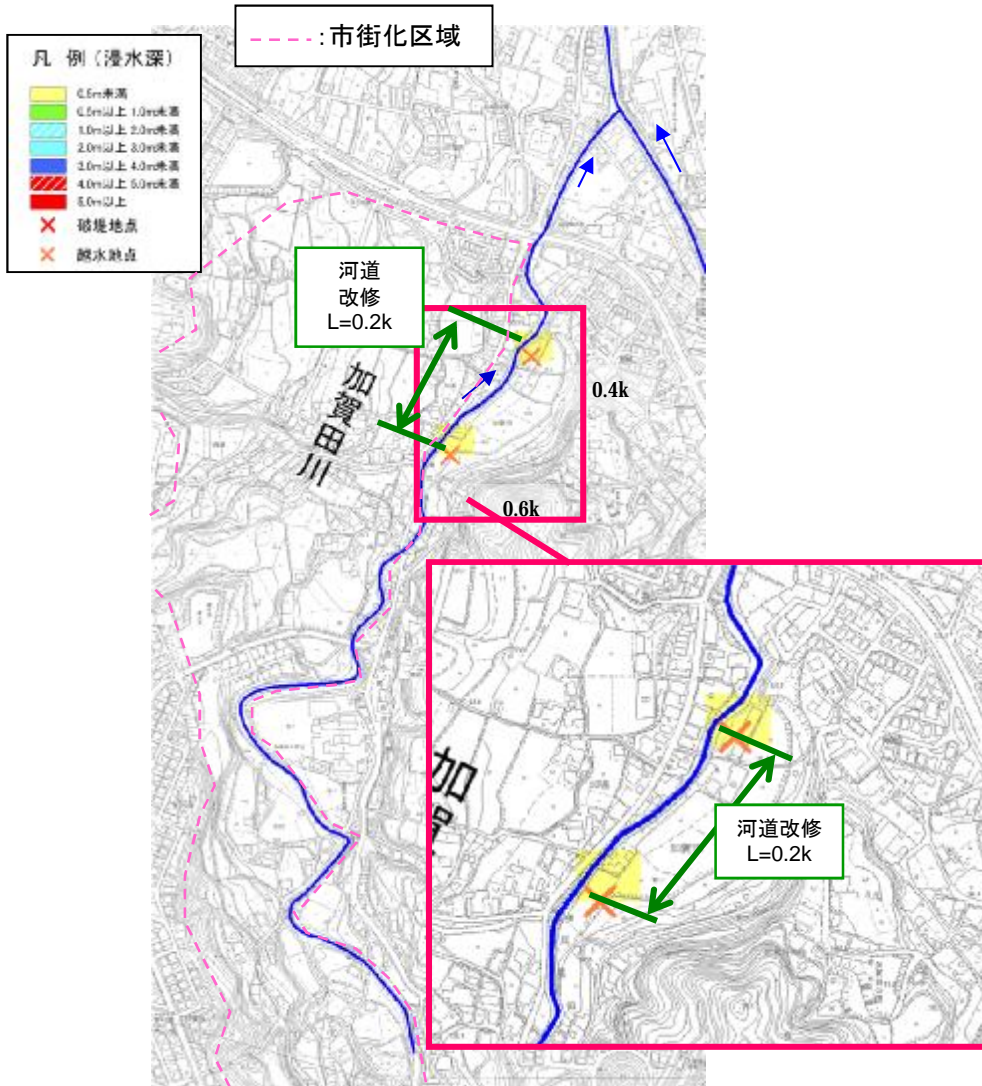 : 市街化区域
凡 例 (浸水深)
0.5m未満
0.5m以上 1.0m未満
1.0m以上 2.0m未満
2.0m以上 3.0m未満
3.0m以上 4.0m未満
4.0m以上 5.0m未満
5.0m以上
破堤地点
越水地点
河道
改修
L=0.2k
加賀田川
0.4k
0.6k
加賀
河道改修
L=0.2k